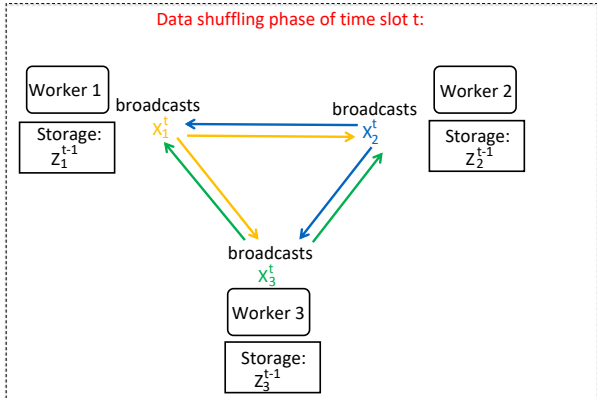 Data shuffling phase of time slot t:
Worker 1
Worker 2
broadcasts
broadcasts
X₁ᵗ
X₂ᵗ
Storage:
Z₁ᵗ⁻¹
Storage:
Z₂ᵗ⁻¹
broadcasts
X₃ᵗ
Worker 3
Storage:
Z₃ᵗ⁻¹